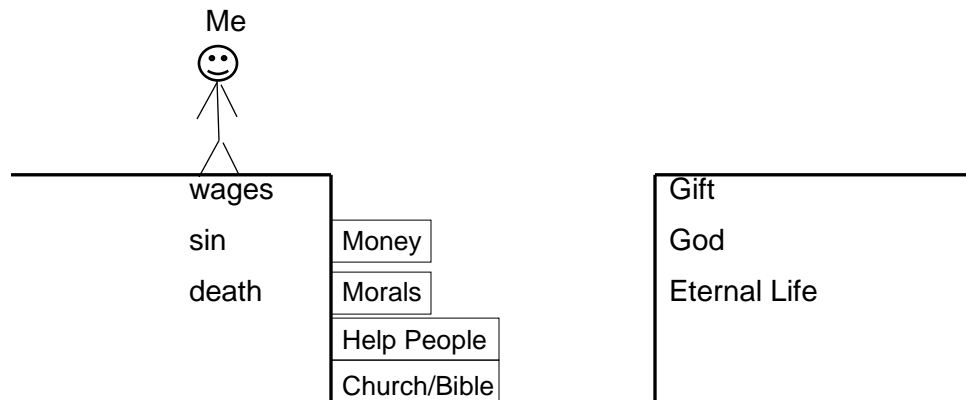 Me
wages
sin
death
Money
Morals
Help People
Church/Bible
Gift
God
Eternal Life